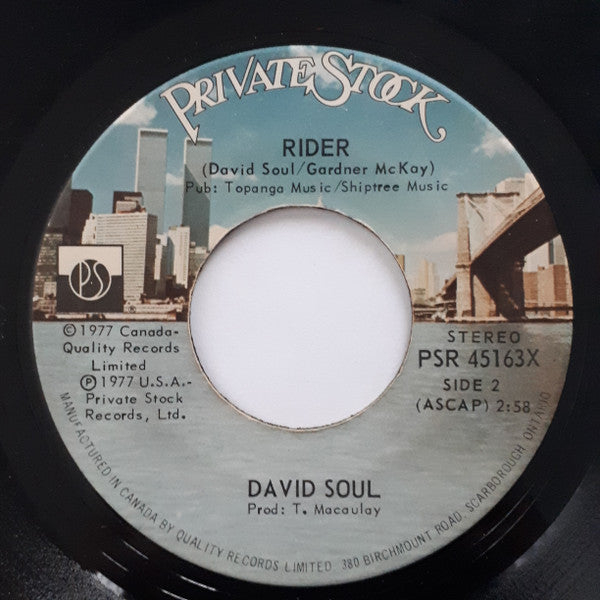 PRIVATE STOCK
RIDER
(David Soul/Gardner McKay)
Pub: Topanga Music/Shiptree Music
PS
©1977 Canada-
Quality Records
Limited
℗1977 U.S.A.-
Private Stock
Records, Ltd.
STEREO
PSR 45163X
SIDE 2
(ASCAP) 2:58
DAVID SOUL
Prod: T. Macaulay
MANUFACTURED IN CANADA BY QUALITY RECORDS LIMITED. 380 BIRCHMOUNT ROAD. SCARBOROUGH ONTARIO